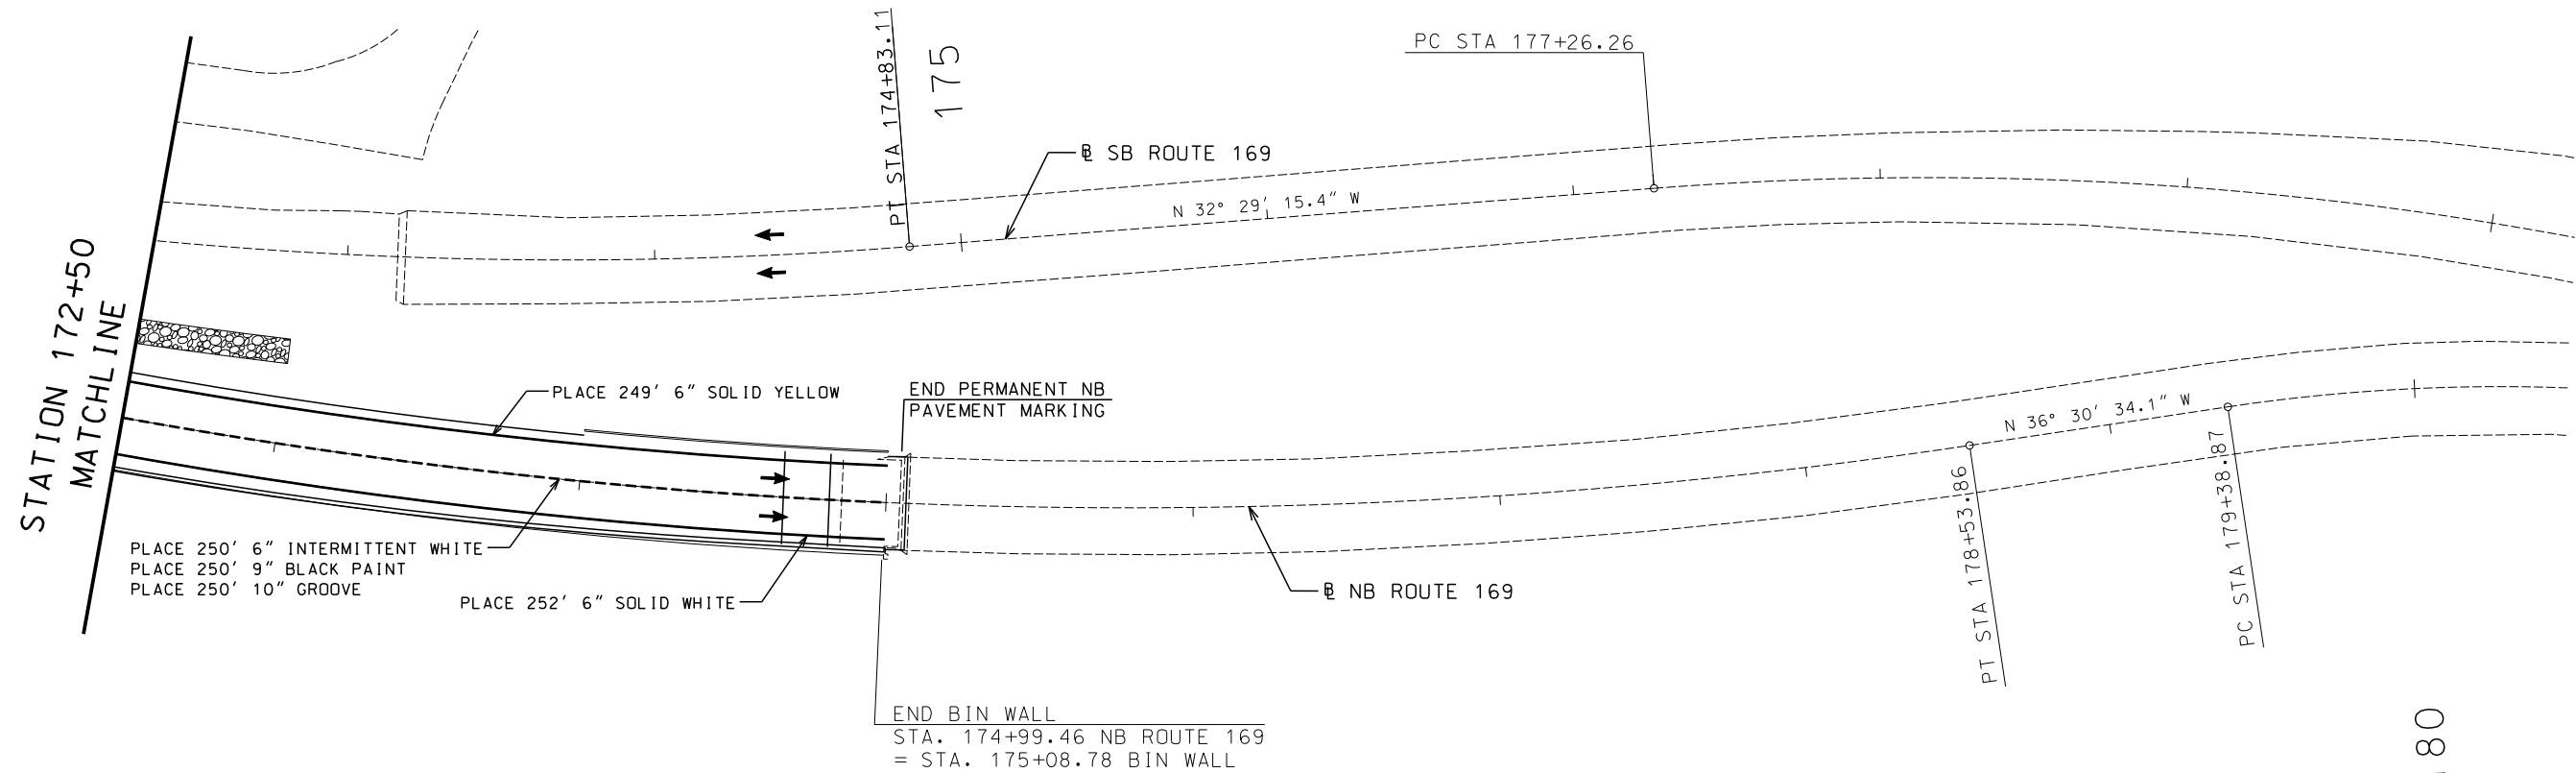 STATION 172+50
MATCHLINE
PT STA 174+83.11
175
PC STA 177+26.26
℄ SB ROUTE 169
N 32° 29′ 15.4″ W
PLACE 249′ 6″ SOLID YELLOW
END PERMANENT NB
PAVEMENT MARKING
N 36° 30′ 34.1″ W
PLACE 250′ 6″ INTERMITTENT WHITE
PLACE 250′ 9″ BLACK PAINT
PLACE 250′ 10″ GROOVE
PLACE 252′ 6″ SOLID WHITE
℄ NB ROUTE 169
PT STA 178+53.86
PC STA 179+38.87
END BIN WALL
STA. 174+99.46 NB ROUTE 169
= STA. 175+08.78 BIN WALL
80